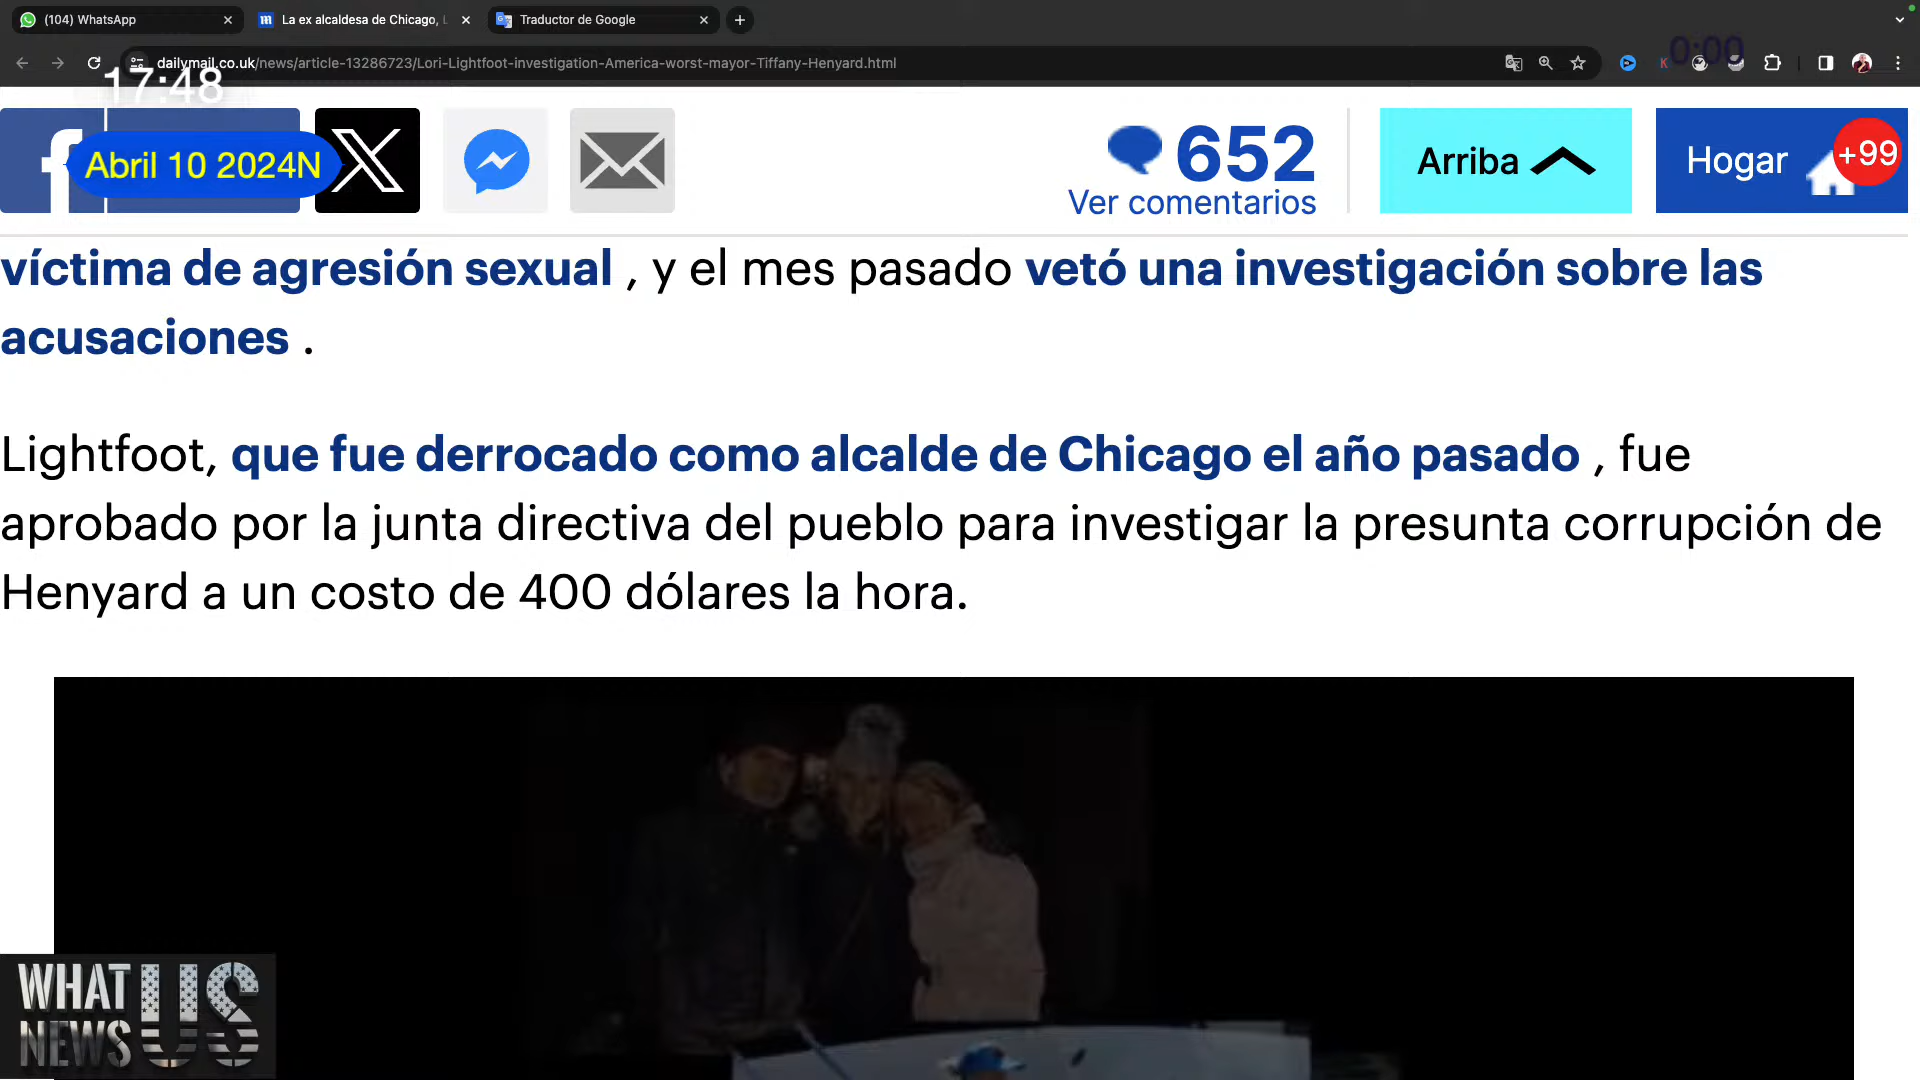 (104) WhatsApp
La ex alcaldesa de Chicago, L
Traductor de Google
dailymail.co.uk/news/article-13286723/Lori-Lightfoot-investigation-America-worst-mayor-Tiffany-Henyard.html
0:00
17:48
Abril 10 2024N
652
Ver comentarios
Arriba
Hogar
+99
víctima de agresión sexual , y el mes pasado vetó una investigación sobre las
acusaciones .
Lightfoot, que fue derrocado como alcalde de Chicago el año pasado , fue
aprobado por la junta directiva del pueblo para investigar la presunta corrupción de
Henyard a un costo de 400 dólares la hora.
WHAT
NEWS
US